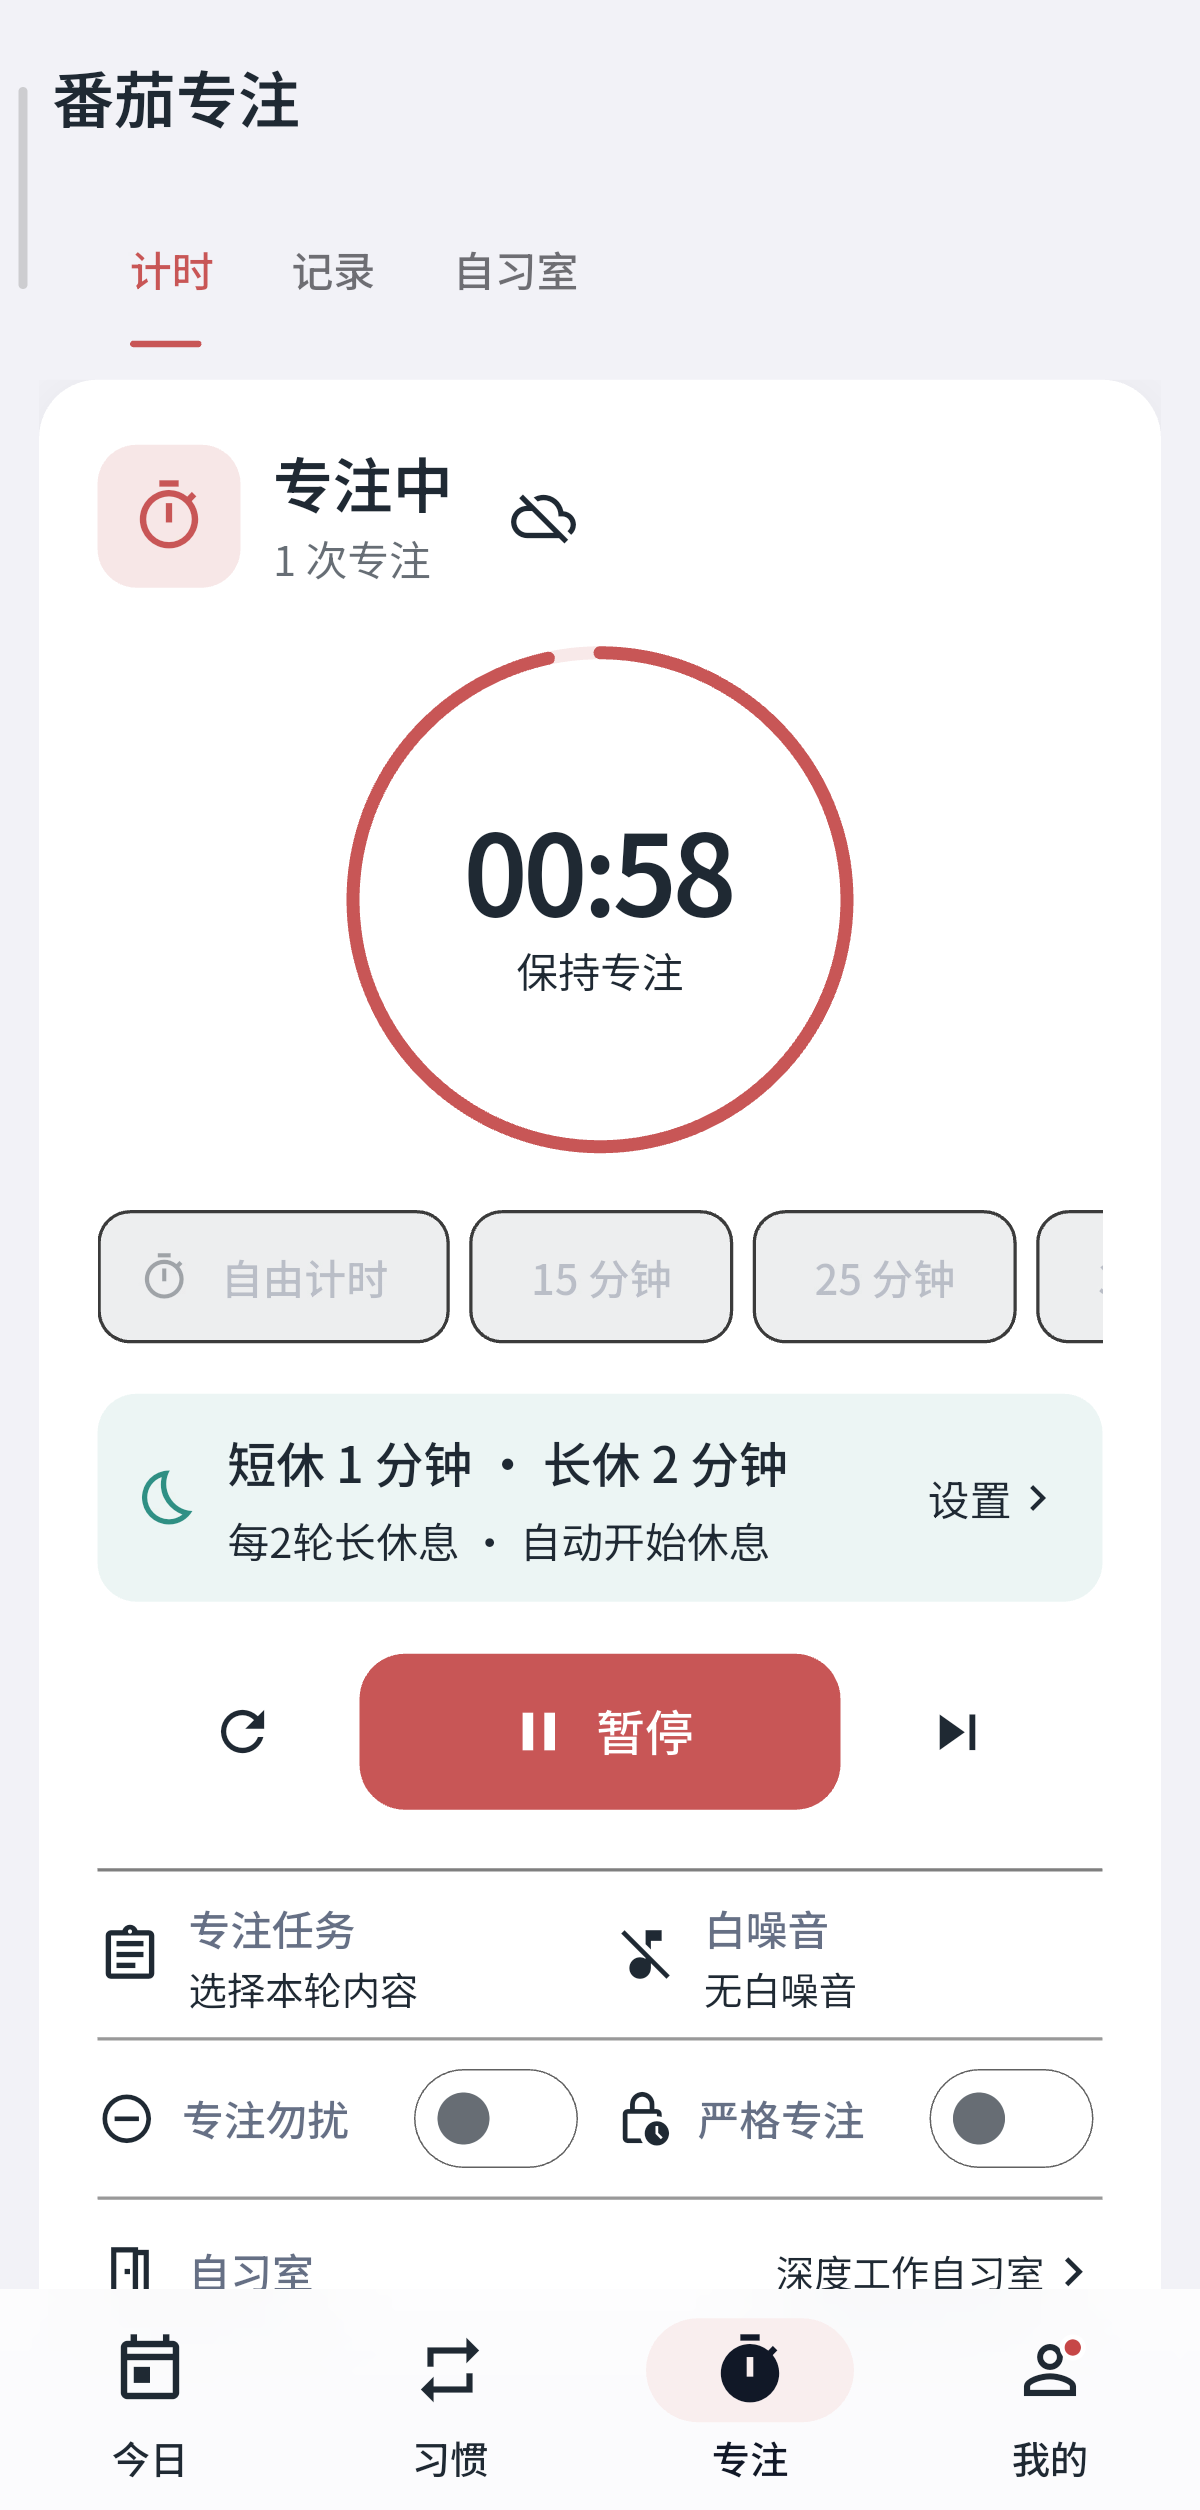 番茄专注
计时
记录
自习室
专注中
1 次专注
00:58
保持专注
自由计时
15 分钟
25 分钟
短休 1 分钟 · 长休 2 分钟
每2轮长休息 · 自动开始休息
设置
暂停
专注任务
选择本轮内容
白噪音
无白噪音
专注勿扰
严格专注
自习室
深度工作自习室
今日
习惯
专注
我的